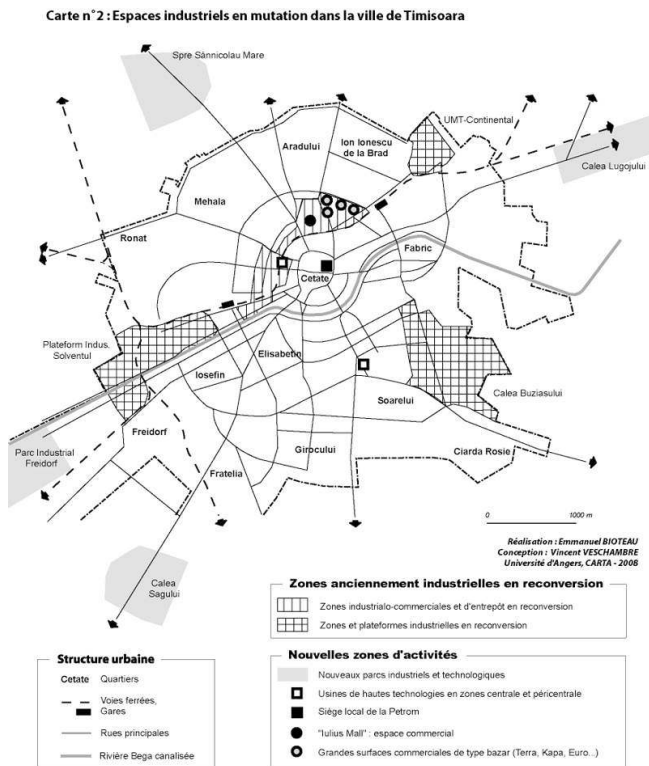 Carte n°2 : Espaces industriels en mutation dans la ville de Timisoara
Spre Sânnicolau Mare
UMT-Continental
Ion Ionescu
de la Brad
Aradului
Calea Lugojului
Mehala
Ronat
Fabric
Cetate
Plateform Indus.
Solventul
Elisabetin
Iosefin
Calea Buziasului
Soarelui
Freidorf
Girocului
Ciarda Rosie
Parc Industrial
Freidorf
Fratelia
0 1000 m
Calea
Sagului
Réalisation : Emmanuel BIOTEAU
Conception : Vincent VESCHAMBRE
Université d'Angers, CARTA - 2008
Zones anciennement industrielles en reconversion
Zones industrialo-commerciales et d'entrepôt en reconversion
Zones et plateformes industrielles en reconversion
Structure urbaine
Cetate Quartiers
Voies ferrées,
Gares
Rues principales
Rivière Bega canalisée
Nouvelles zones d'activités
Nouveaux parcs industriels et technologiques
Usines de hautes technologies en zones centrale et péricentrale
Siège local de la Petrom
"Iulius Mall" : espace commercial
Grandes surfaces commerciales de type bazar (Terra, Kapa, Euro...)